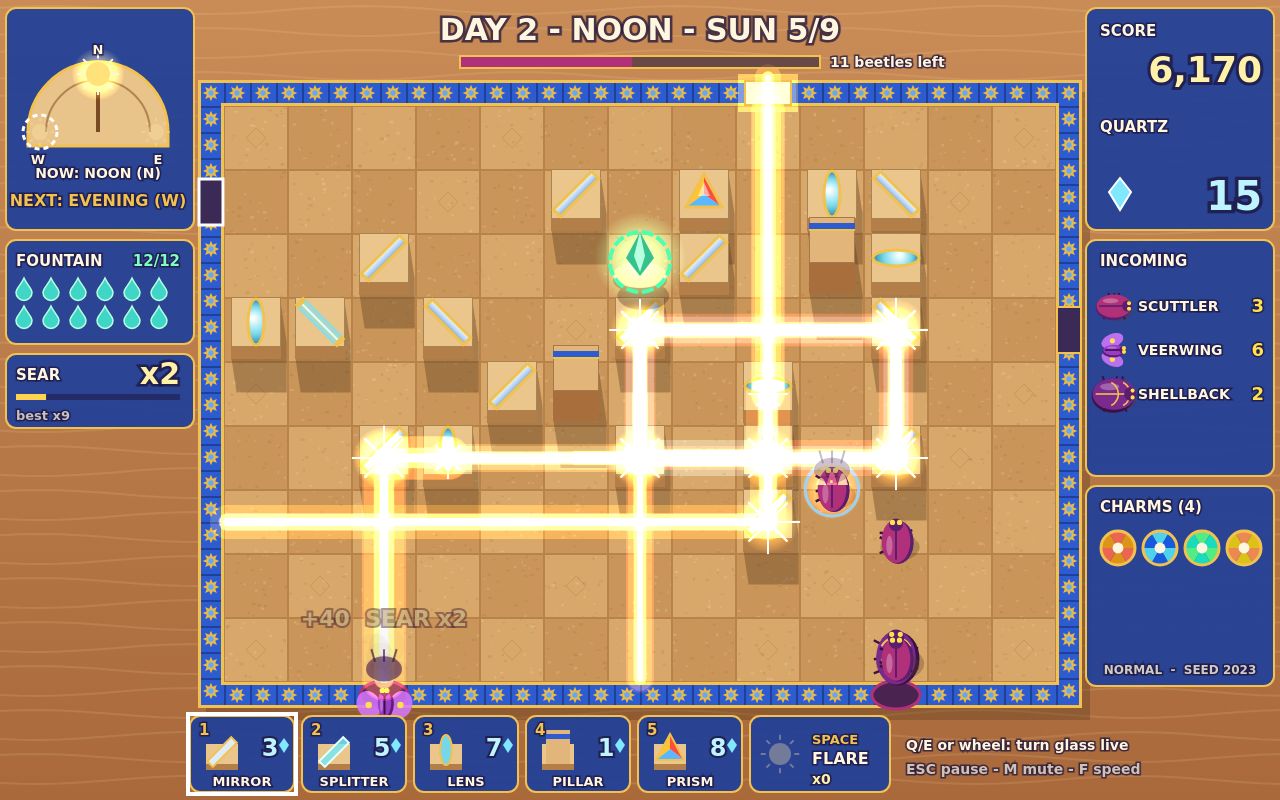 DAY 2 - NOON - SUN 5/9
11 beetles left
N
W
E
NOW: NOON (N)
NEXT: EVENING (W)
FOUNTAIN 12/12
SEAR x2
best x9
SCORE
6,170
QUARTZ
15
INCOMING
SCUTTLER 3
VEERWING 6
SHELLBACK 2
CHARMS (4)
NORMAL - SEED 2023
+40 SEAR x2
1 3
MIRROR
2 5
SPLITTER
3 7
LENS
4 1
PILLAR
5 8
PRISM
SPACE
FLARE
x0
Q/E or wheel: turn glass live
ESC pause - M mute - F speed